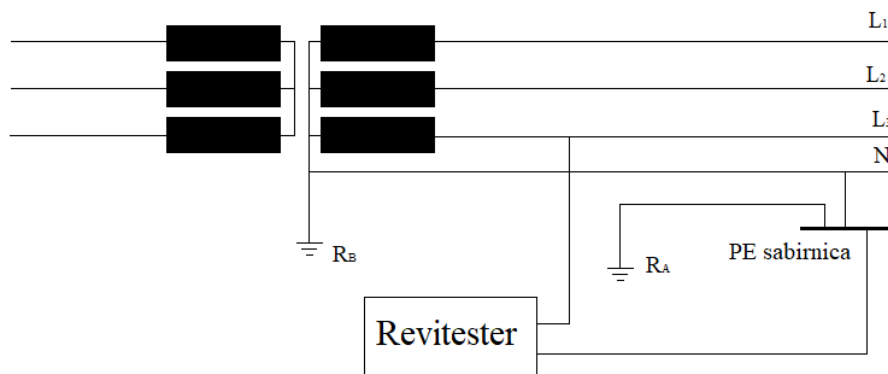 L1
L2
L3
N
RB
RA
PE sabirnica
Revitester